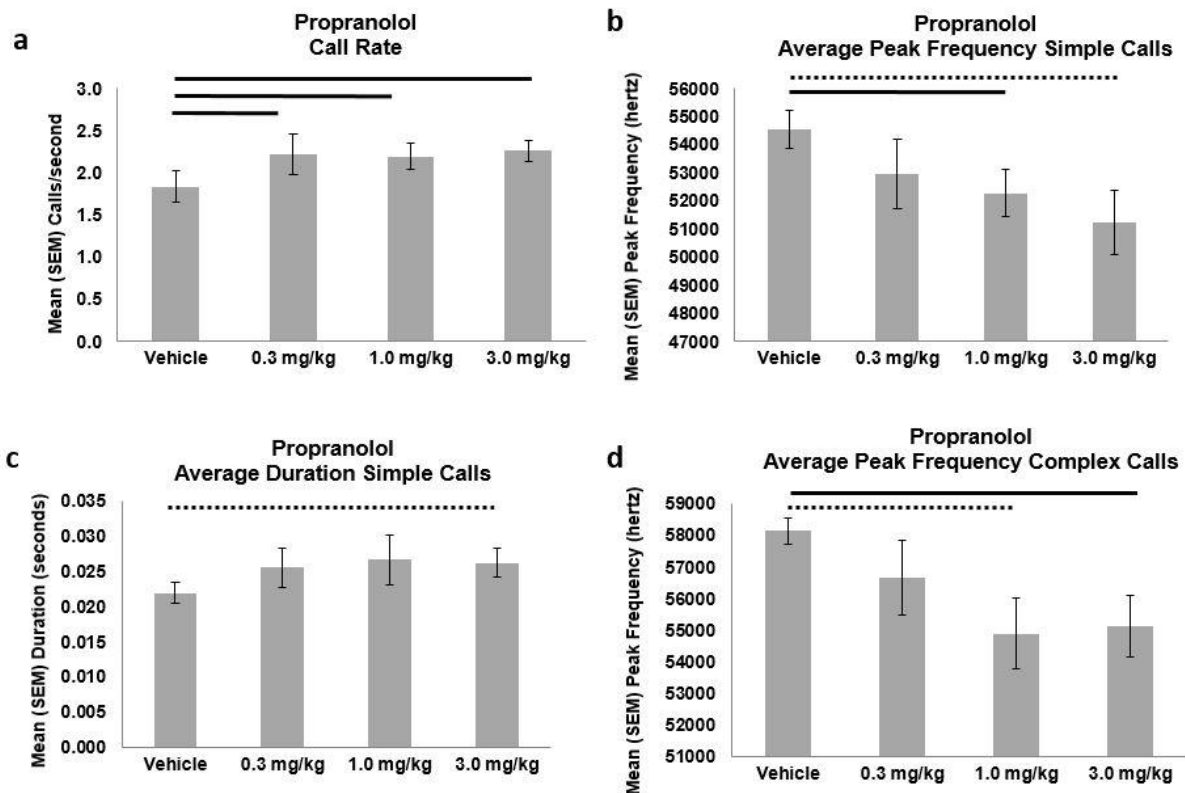 a
Propranolol
Call Rate
Mean (SEM) Calls/second
3.0
2.5
2.0
1.5
1.0
0.5
0.0
Vehicle 0.3 mg/kg 1.0 mg/kg 3.0 mg/kg
b
Propranolol
Average Peak Frequency Simple Calls
Mean (SEM) Peak Frequency (hertz)
56000
55000
54000
53000
52000
51000
50000
49000
48000
47000
Vehicle 0.3 mg/kg 1.0 mg/kg 3.0 mg/kg
c
Propranolol
Average Duration Simple Calls
Mean (SEM) Duration (seconds)
0.035
0.030
0.025
0.020
0.015
0.010
0.005
0.000
Vehicle 0.3 mg/kg 1.0 mg/kg 3.0 mg/kg
d
Propranolol
Average Peak Frequency Complex Calls
Mean (SEM) Peak Frequency (hertz)
59000
58000
57000
56000
55000
54000
53000
52000
51000
Vehicle 0.3 mg/kg 1.0 mg/kg 3.0 mg/kg